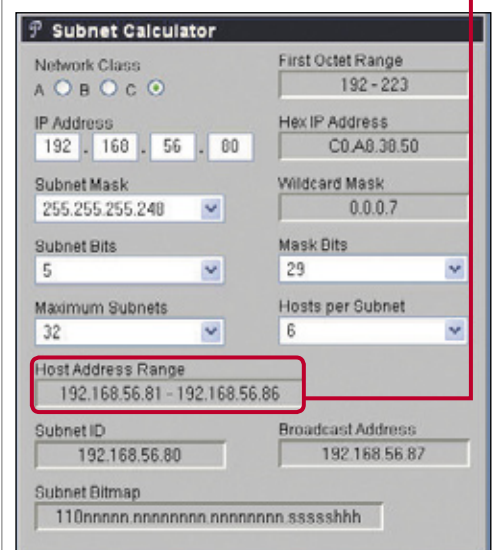 Subnet Calculator
Network Class
A B C
First Octet Range
192 - 223
IP Address
192 . 168 . 56 . 80
Hex IP Address
C0.A8.38.50
Subnet Mask
255.255.255.248
Wildcard Mask
0.0.0.7
Subnet Bits
5
Mask Bits
29
Maximum Subnets
32
Hosts per Subnet
6
Host Address Range
192.168.56.81 - 192.168.56.86
Subnet ID
192.168.56.80
Broadcast Address
192.168.56.87
Subnet Bitmap
110nnnnn.nnnnnnnn.nnnnnnnn.ssssshhh